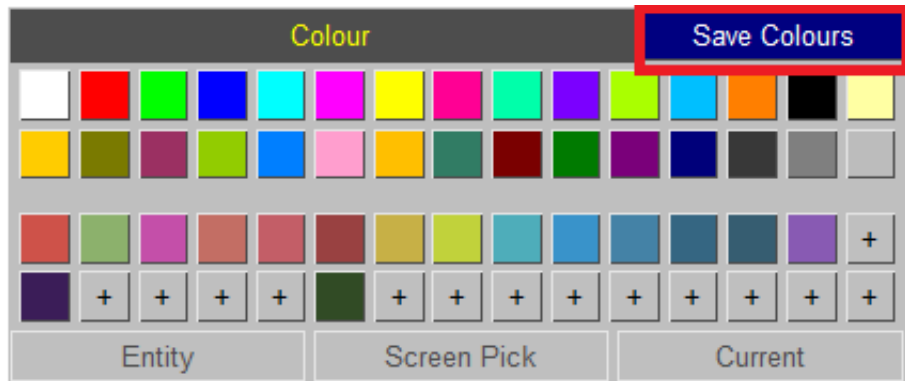 Colour Save Colours
+
+ + + + + + + + + + + + +
Entity Screen Pick Current